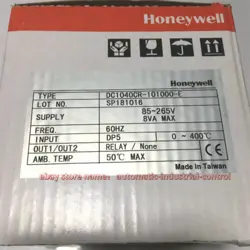 Honeywell
Honeywell
TYPE DC1040CR-101000-E
LOT NO. SP181016
SUPPLY 85-265V
8VA MAX
FREQ. 60HZ
INPUT DP5 0 ~ 400℃
OUT1/OUT2 RELAY / None
AMB. TEMP 50℃ MAX
Made in Taiwan
ebay store: automatic-industrial-control